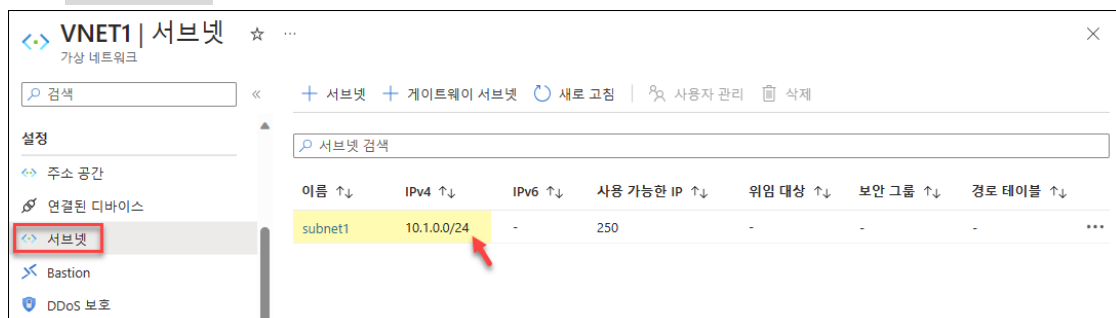 VNET1 | 서브넷 ☆ ···
가상 네트워크
검색 «
+ 서브넷 + 게이트웨이 서브넷 새로 고침 사용자 관리 삭제
설정
서브넷 검색
주소 공간
이름 ↑↓ IPv4 ↑↓ IPv6 ↑↓ 사용 가능한 IP ↑↓ 위임 대상 ↑↓ 보안 그룹 ↑↓ 경로 테이블 ↑↓
연결된 디바이스
subnet1 10.1.0.0/24 - 250 - - - ···
서브넷
Bastion
DDoS 보호